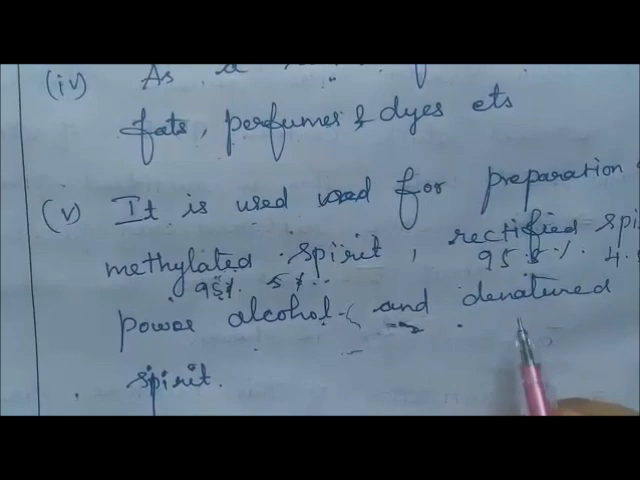 (iv) As a
fats, perfumes & dyes ets
(v) It is used used for preparation
methylated spirit, rectified spi
95% 5% 95.5% 4.
power alcohol and denatured
spirit.